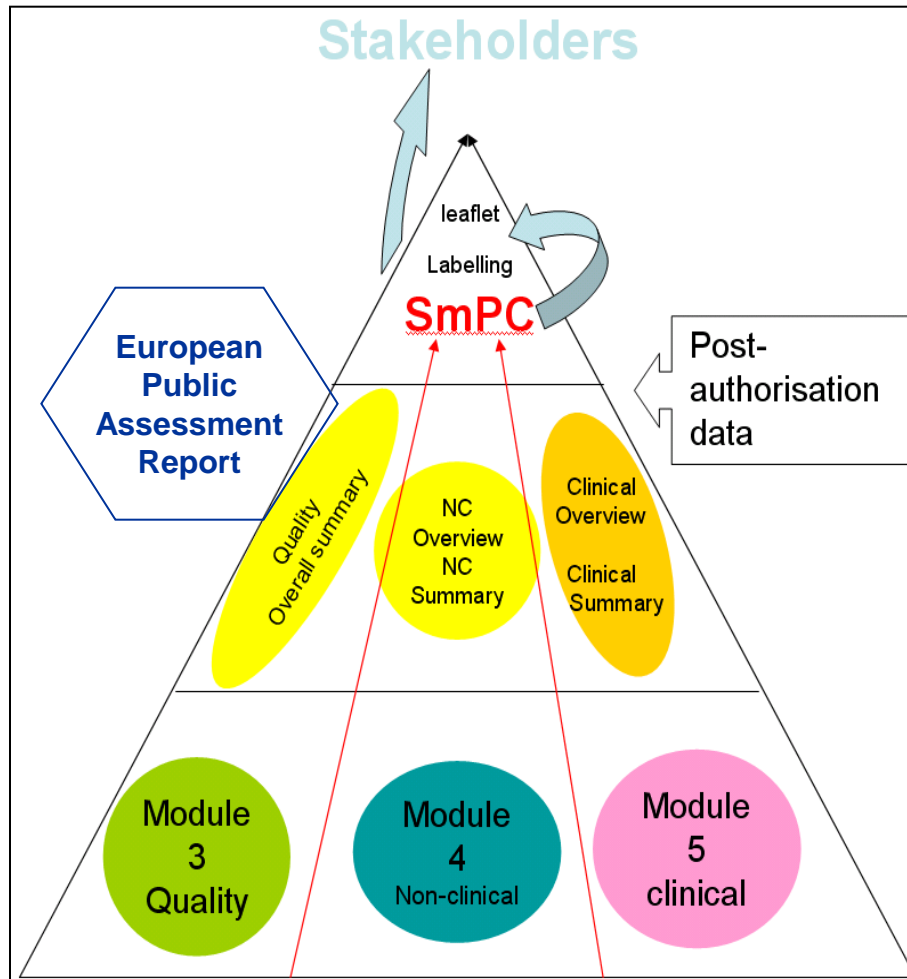 Stakeholders
leaflet
Labelling
SmPC
European
Public
Assessment
Report
Post-
authorisation
data
Quality
Overall summary
NC
Overview
NC
Summary
Clinical
Overview
Clinical
Summary
Module
3
Quality
Module
4
Non-clinical
Module
5
clinical